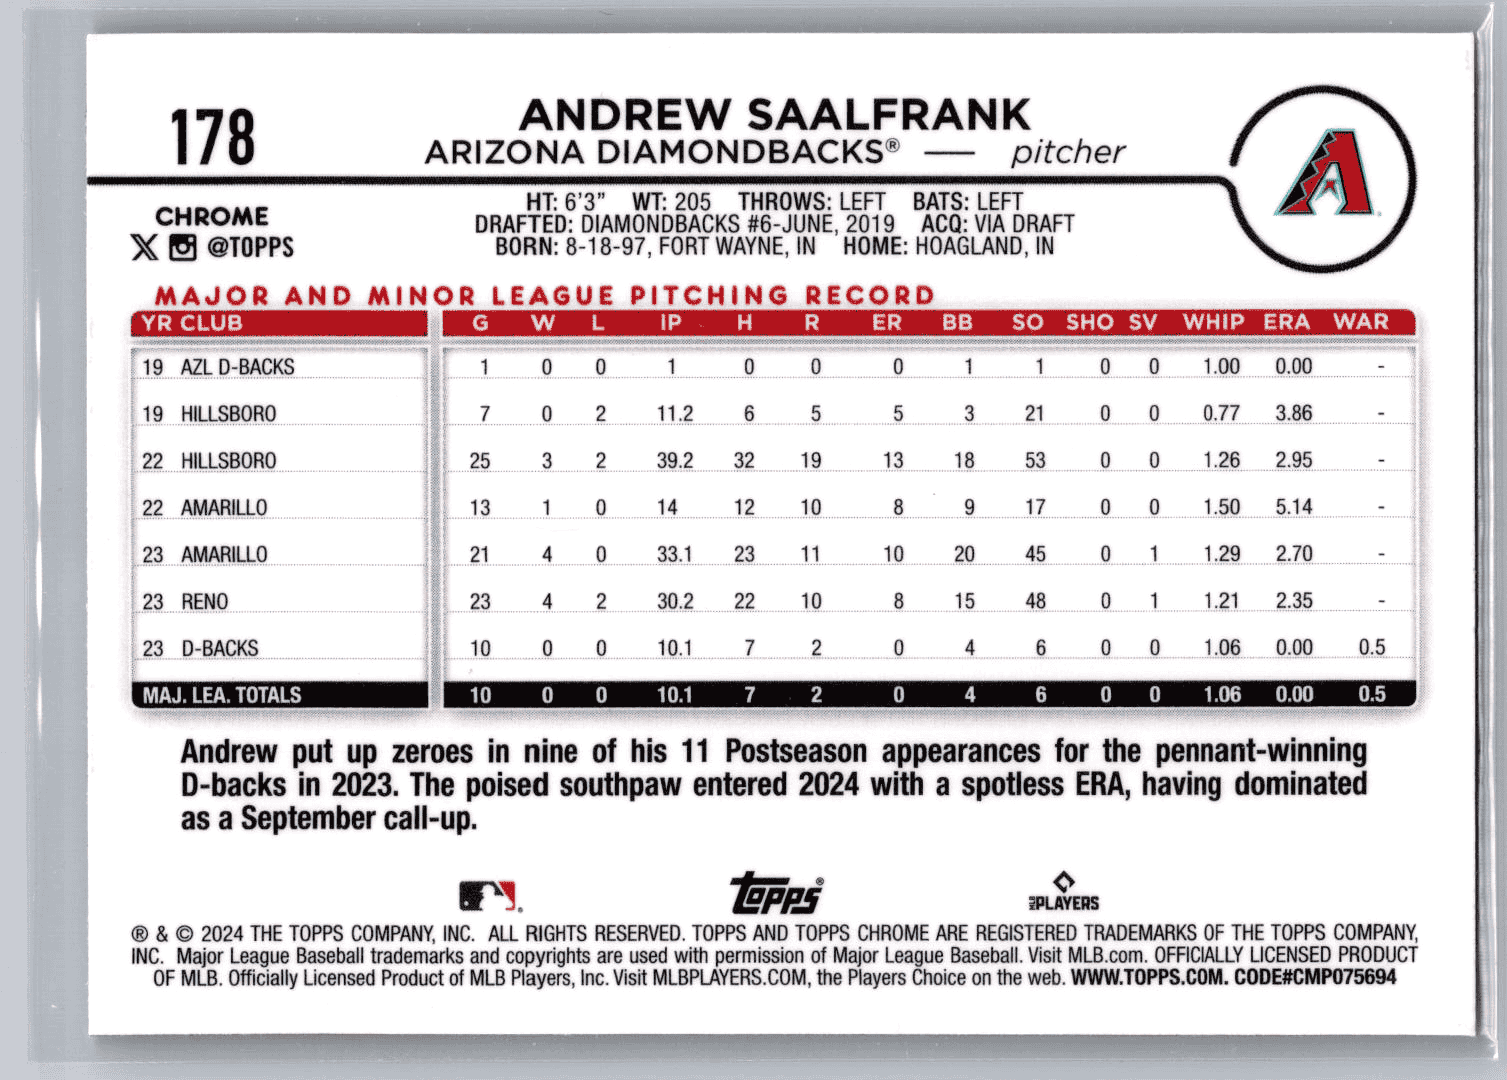 178
ANDREW SAALFRANK
ARIZONA DIAMONDBACKS® — pitcher
CHROME
@TOPPS
HT: 6'3" WT: 205 THROWS: LEFT BATS: LEFT
DRAFTED: DIAMONDBACKS #6-JUNE, 2019 ACQ: VIA DRAFT
BORN: 8-18-97, FORT WAYNE, IN HOME: HOAGLAND, IN
MAJOR AND MINOR LEAGUE PITCHING RECORD
YR CLUB G W L IP H R ER BB SO SHO SV WHIP ERA WAR
19 AZL D-BACKS 1 0 0 1 0 0 0 1 1 0 0 1.00 0.00 -
19 HILLSBORO 7 0 2 11.2 6 5 5 3 21 0 0 0.77 3.86 -
22 HILLSBORO 25 3 2 39.2 32 19 13 18 53 0 0 1.26 2.95 -
22 AMARILLO 13 1 0 14 12 10 8 9 17 0 0 1.50 5.14 -
23 AMARILLO 21 4 0 33.1 23 11 10 20 45 0 1 1.29 2.70 -
23 RENO 23 4 2 30.2 22 10 8 15 48 0 1 1.21 2.35 -
23 D-BACKS 10 0 0 10.1 7 2 0 4 6 0 0 1.06 0.00 0.5
MAJ. LEA. TOTALS 10 0 0 10.1 7 2 0 4 6 0 0 1.06 0.00 0.5
Andrew put up zeroes in nine of his 11 Postseason appearances for the pennant-winning
D-backs in 2023. The poised southpaw entered 2024 with a spotless ERA, having dominated
as a September call-up.
Topps®
MLB PLAYERS
® & © 2024 THE TOPPS COMPANY, INC. ALL RIGHTS RESERVED. TOPPS AND TOPPS CHROME ARE REGISTERED TRADEMARKS OF THE TOPPS COMPANY,
INC. Major League Baseball trademarks and copyrights are used with permission of Major League Baseball. Visit MLB.com. OFFICIALLY LICENSED PRODUCT
OF MLB. Officially Licensed Product of MLB Players, Inc. Visit MLBPLAYERS.COM, the Players Choice on the web. WWW.TOPPS.COM. CODE#CMP075694